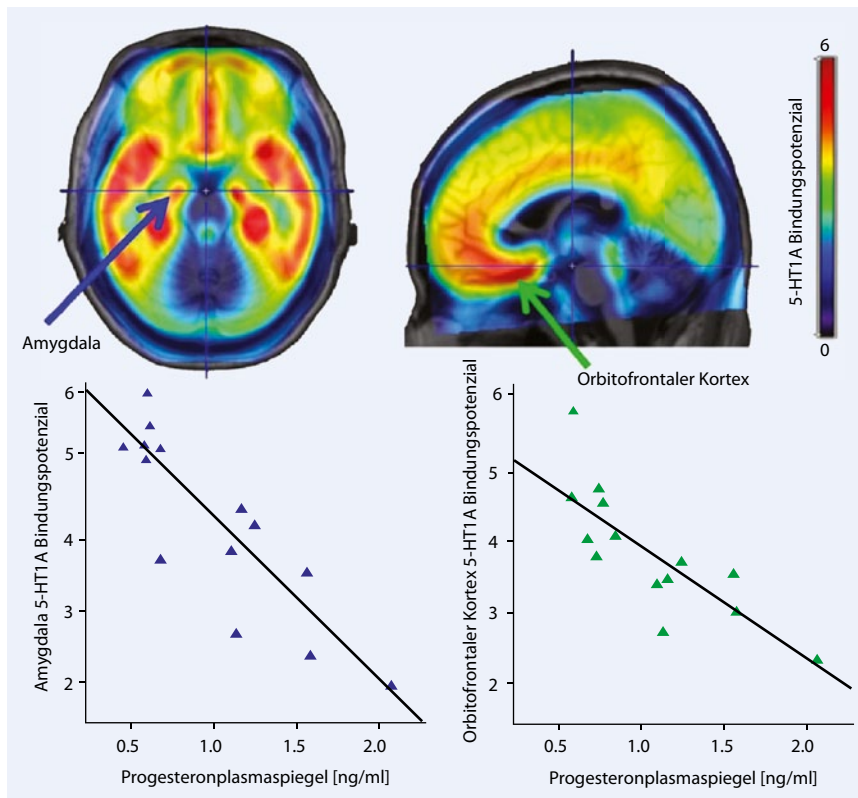 6
5-HT1A Bindungspotenzial
0
Amygdala
Orbitofrontaler Kortex
Amygdala 5-HT1A Bindungspotenzial
6
5
4
3
2
0.5 1.0 1.5 2.0
Progesteronplasmaspiegel [ng/ml]
Orbitofrontaler Kortex 5-HT1A Bindungspotenzial
6
5
4
3
2
0.5 1.0 1.5 2.0
Progesteronplasmaspiegel [ng/ml]